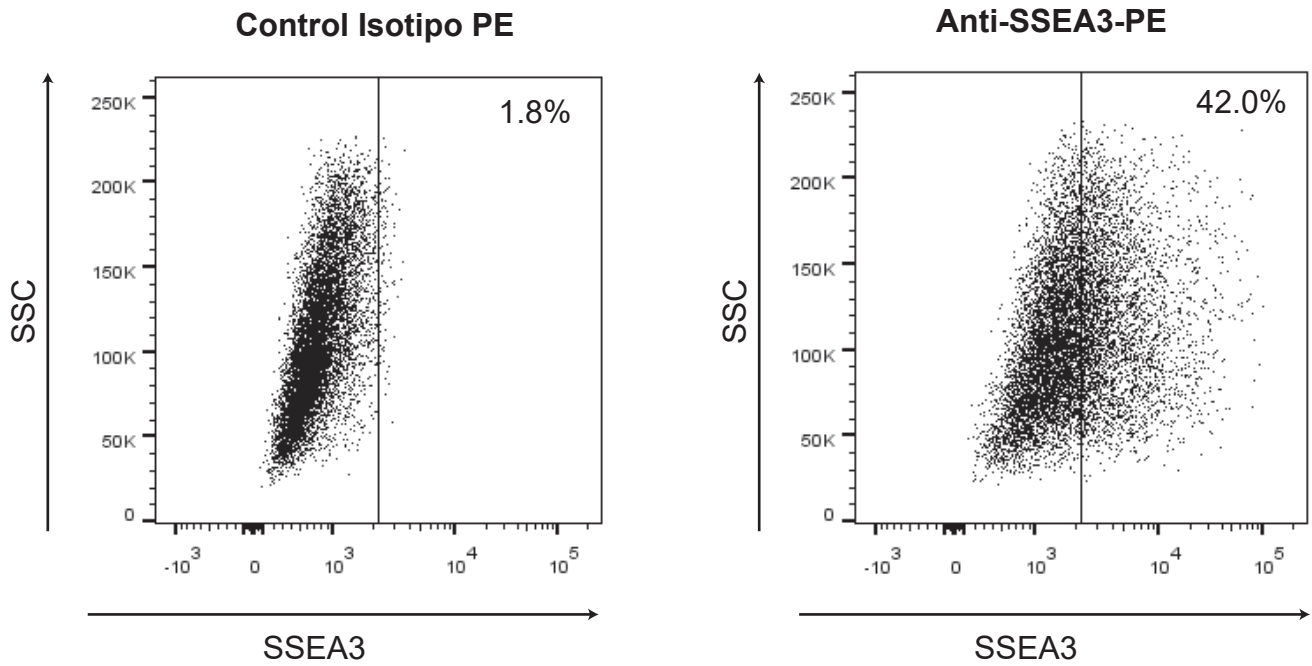 Control Isotipo PE
1.8%
250K
200K
150K
100K
50K
0
SSC
-10^3 0 10^3 10^4 10^5
SSEA3
Anti-SSEA3-PE
42.0%
250K
200K
150K
100K
50K
0
SSC
-10^3 0 10^3 10^4 10^5
SSEA3